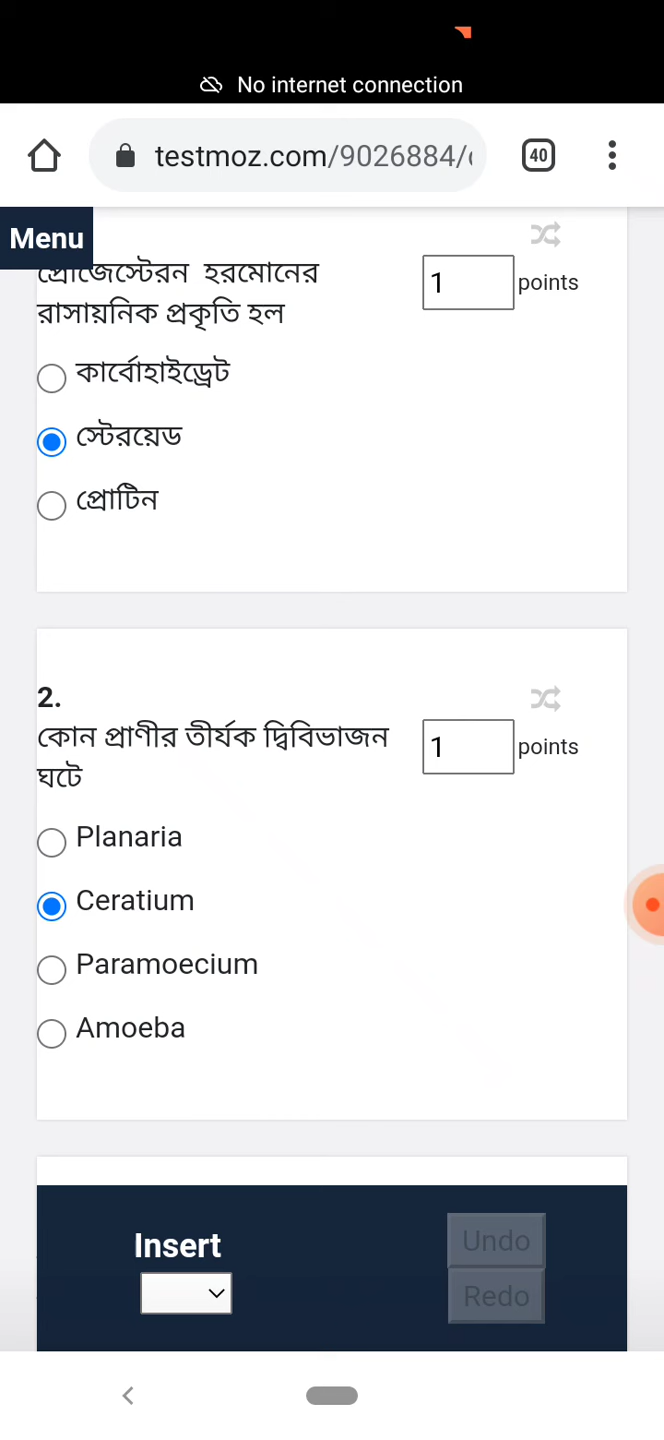 No internet connection
testmoz.com/9026884/
40
Menu
প্রোজেস্টেরন হরমোনের
রাসায়নিক প্রকৃতি হল
1 points
কার্বোহাইড্রেট
স্টেরয়েড
প্রোটিন
2.
কোন প্রাণীর তীর্যক দ্বিবিভাজন
ঘটে
1 points
Planaria
Ceratium
Paramoecium
Amoeba
Insert
Undo
Redo